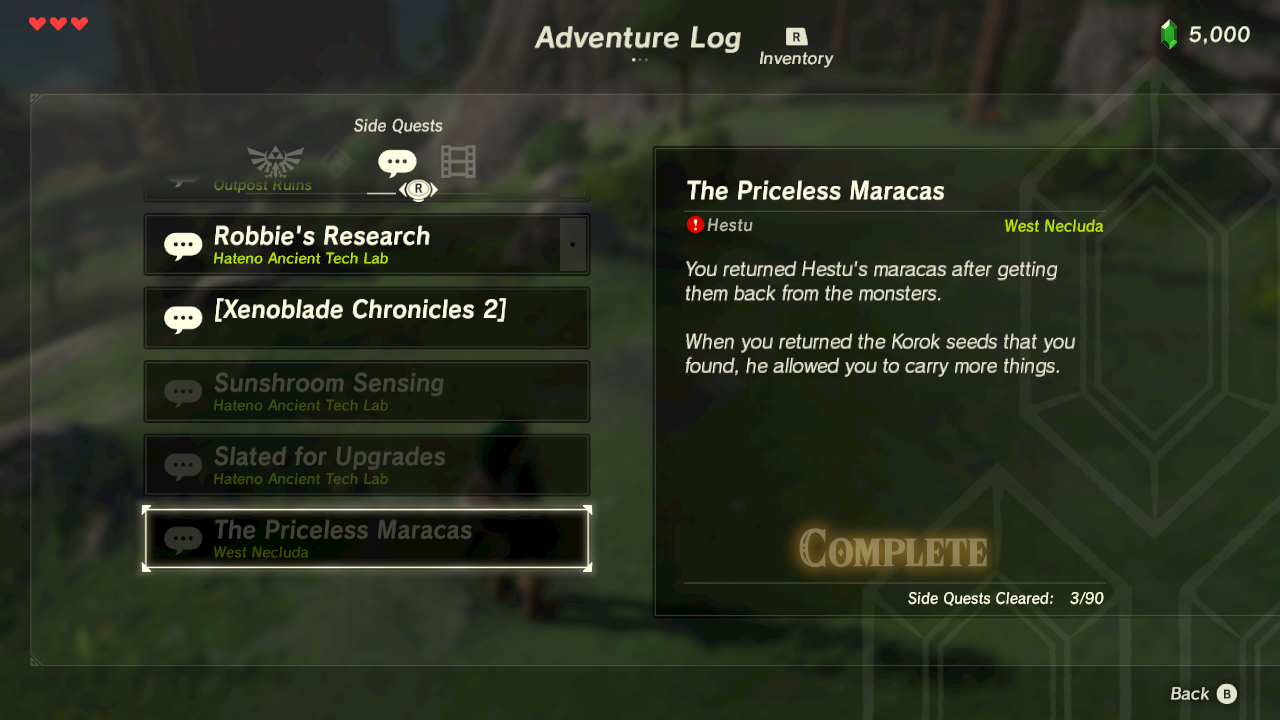 Adventure Log
R
Inventory
5,000
Side Quests
R
Outpost Ruins
Robbie's Research
Hateno Ancient Tech Lab
[Xenoblade Chronicles 2]
Sunshroom Sensing
Hateno Ancient Tech Lab
Slated for Upgrades
Hateno Ancient Tech Lab
The Priceless Maracas
West Necluda
The Priceless Maracas
! Hestu
West Necluda
You returned Hestu's maracas after getting
them back from the monsters.
When you returned the Korok seeds that you
found, he allowed you to carry more things.
COMPLETE
Side Quests Cleared: 3/90
Back B